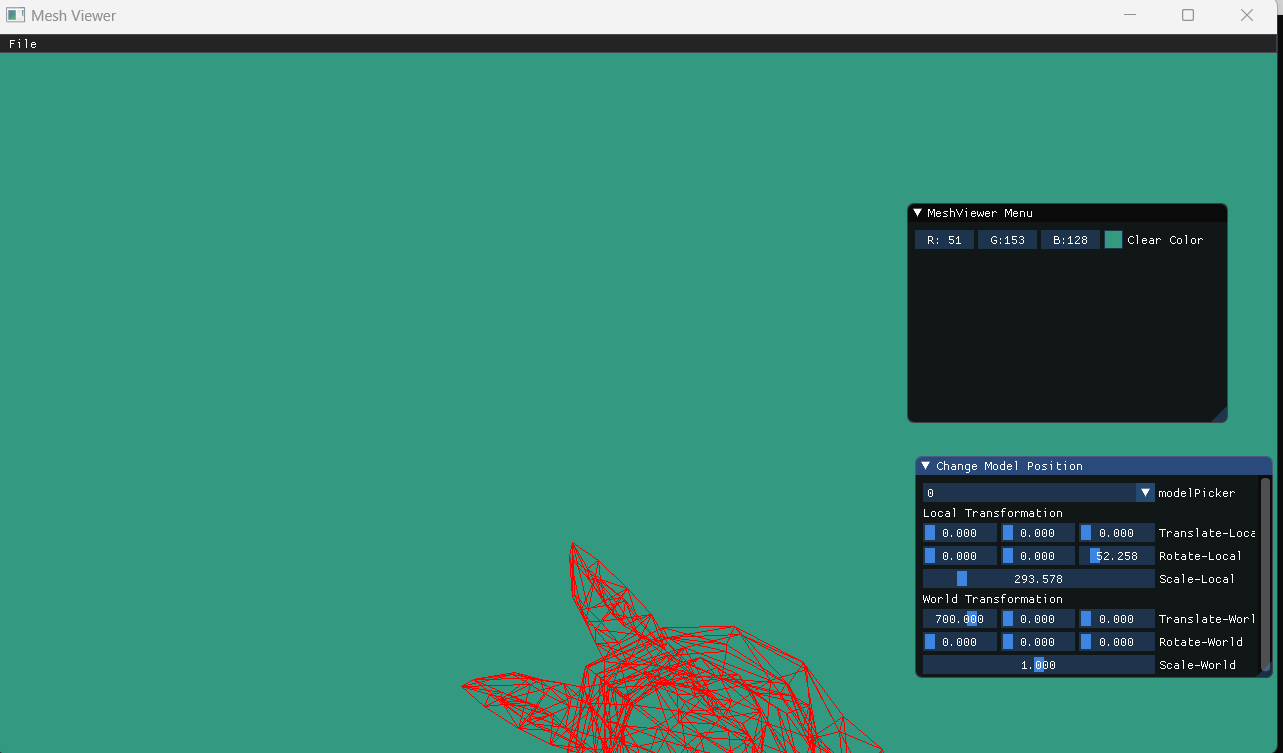 Mesh Viewer
File
MeshViewer Menu
R: 51 G:153 B:128 Clear Color
Change Model Position
0 modelPicker
Local Transformation
0.000 0.000 0.000 Translate-Loca
0.000 0.000 52.258 Rotate-Local
293.578 Scale-Local
World Transformation
700.000 0.000 0.000 Translate-Worl
0.000 0.000 0.000 Rotate-World
1.000 Scale-World